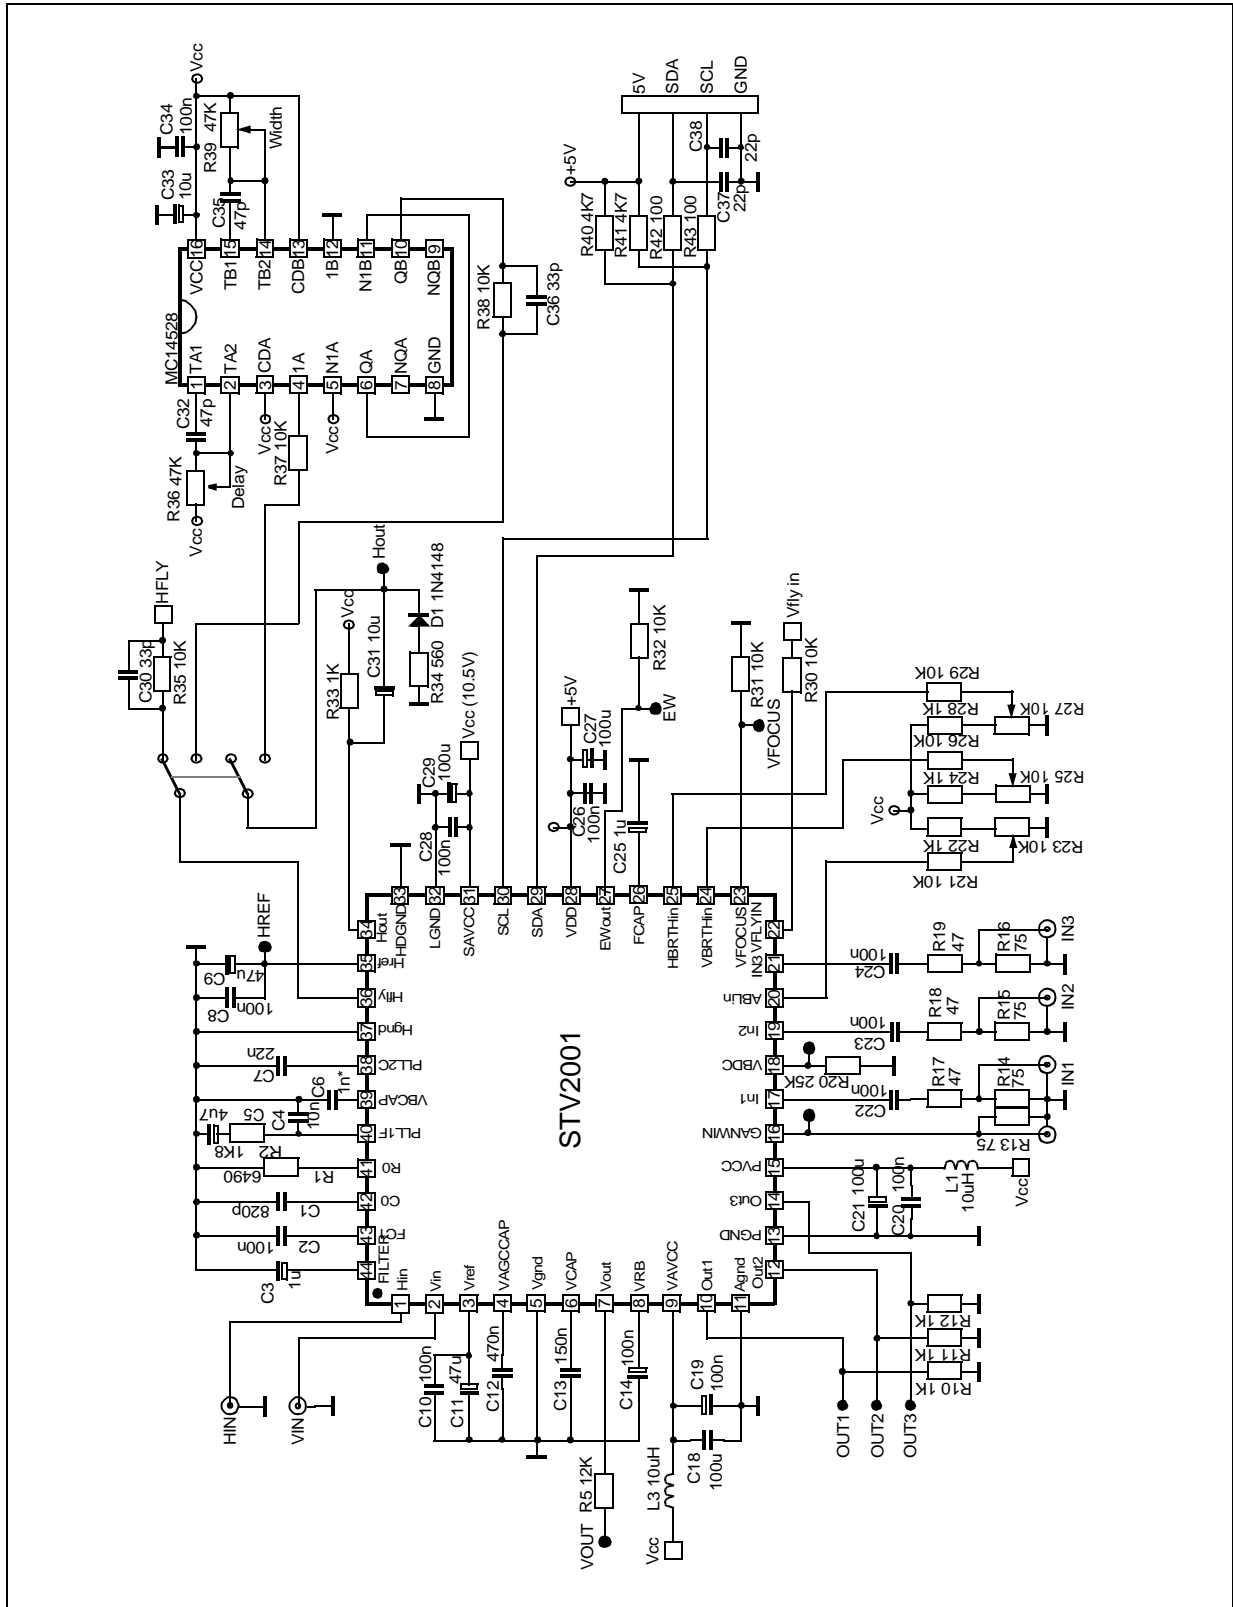 Vcc
C34
100n
C33
10u
R39 47K
Width
C35
47p
VCC 16
TB1 15
TB2 14
CDB 13
1B 12
N1B 11
QB 10
NQB 9
MC14528
1 TA1
2 TA2
3 CDA
4 1A
5 N1A
6 QA
7 NQA
8 GND
C32
47p
Vcc
Vcc
R37 10K
R36 47K
Delay
Vcc
R38 10K
C36 33p
5V
SDA
SCL
GND
+5V
C38
22p
C37
22p
R40 4K7
R41 4K7
R42 100
R43 100
HFLY
C30 33p
R35 10K
Hout
Vcc
R33 1K
C31 10u
D1 1N4148
R34 560
Vcc (10.5V)
C29
100u
C28
100n
+5V
C27
100u
C26
100n
R32 10K
EW
C25 1u
R31 10K
VFOCUS
Vfly in
R30 10K
R29 10K
R28 1K
R27 10K
R26 10K
R24 1K
R25 10K
Vcc
R22 1K
R23 10K
R21 10K
HREF
C9
47u
C8
100n
C7
22n
C6
1n*
C4
10n
C5
4u7
R2
1K8
R1
6490
C1
820p
C2
100n
C3
1u
34 Hout
35 Href
36 Hfly
37 Hgnd
38 PLL2C
39 VBCAP
40 PLL1F
41 R0
42 C0
43 FC1
44 FILTER
33 HDGND
32 LGND
31 SAVCC
30 SCL
29 SDA
28 VDD
27 EWout
26 FCAP
25 HBRTHin
24 VBRTHin
23 VFOCUS
STV2001
22 VFLYIN
21 IN3
20 ABLin
19 In2
18 VBDC
17 In1
16 GANWIN
15 PVCC
14 Out3
13 PGND
12 Out2
1 Hin
2 Vin
3 Vref
4 VAGCCAP
5 Vgnd
6 VCAP
7 Vout
8 VRB
9 VAVCC
10 Out1
11 Agnd
C24
100n
R19
47
R16
75
IN3
C23
100n
R18
47
R15
75
IN2
R20 25K
C22
100n
R17
47
R14
75
IN1
R13 75
C21 100u
C20
100n
L1
10uH
Vcc
HIN
VIN
C10
100n
C11
47u
C12
470n
C13
150n
C14
100n
R5 12K
VOUT
C19
100n
C18
100u
L3 10uH
Vcc
R12 1K
R11 1K
R10 1K
OUT1
OUT2
OUT3